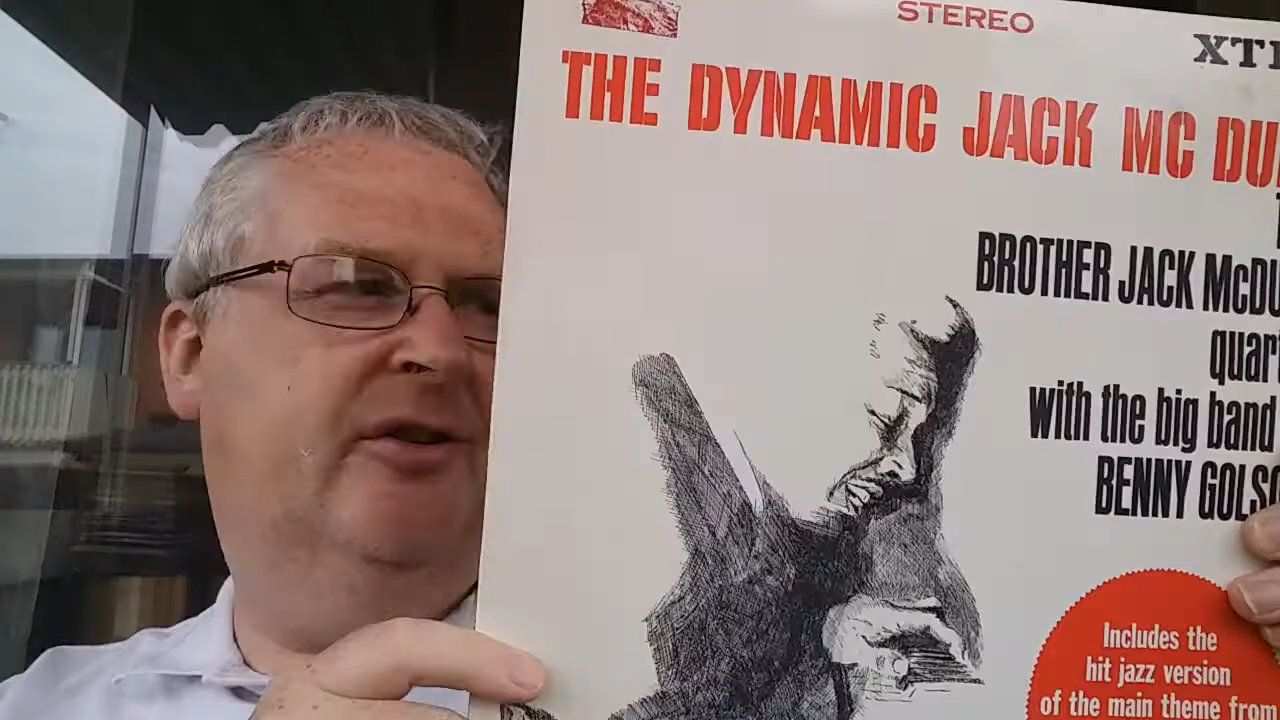 STEREO
THE DYNAMIC JACK MC DU
BROTHER JACK McDU
quar
with the big band
BENNY GOLSO
Includes the
hit jazz version
of the main theme from